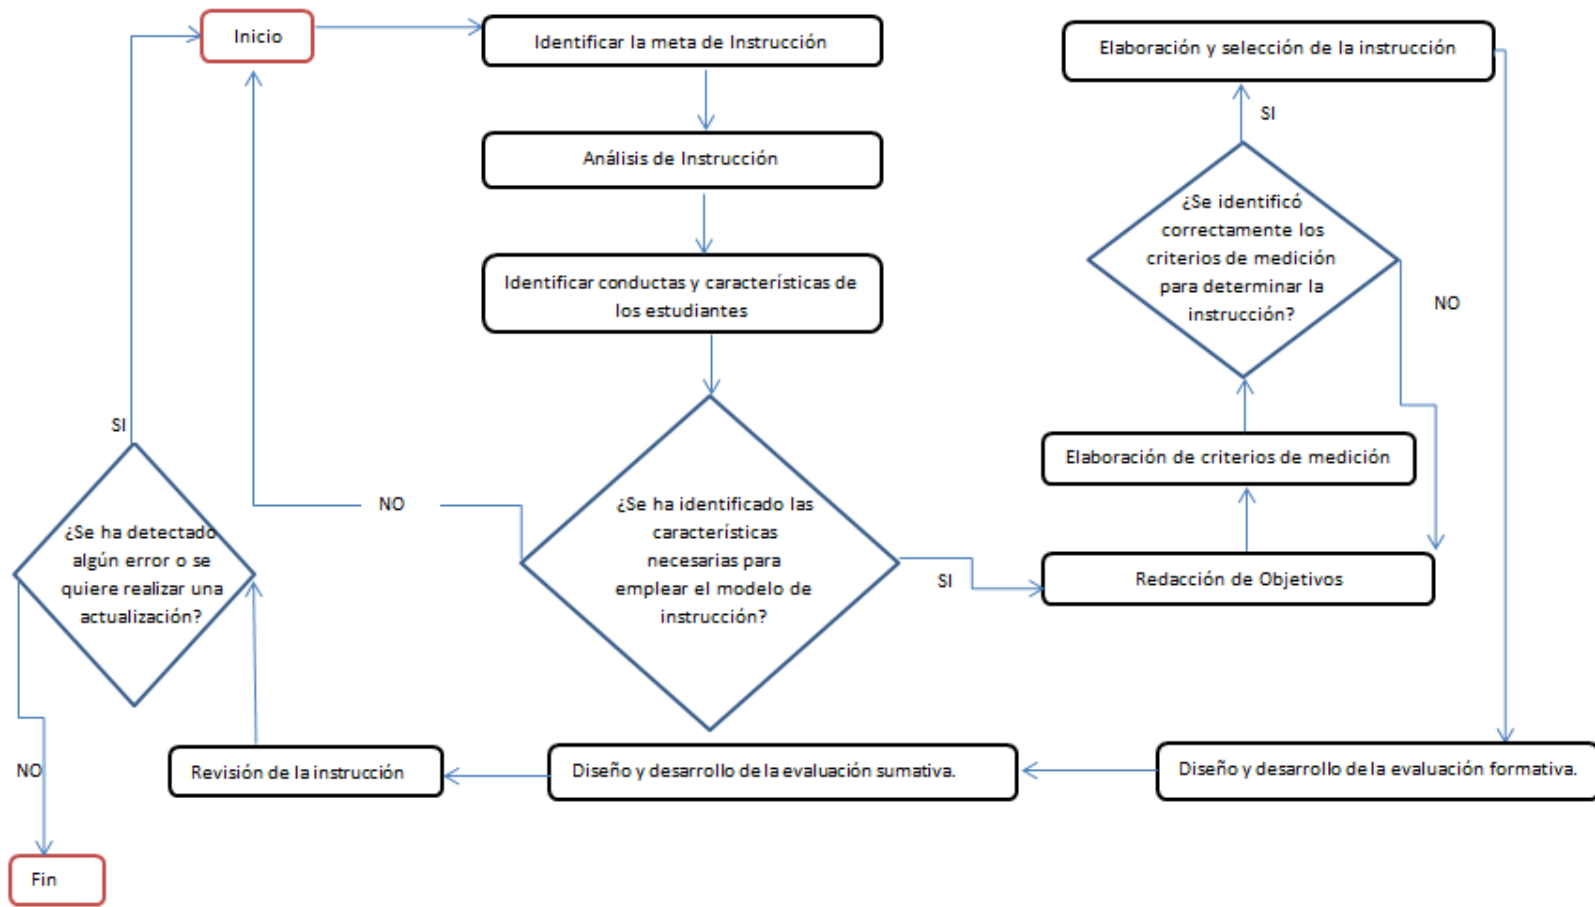 Inicio
Identificar la meta de Instrucción
Análisis de Instrucción
Identificar conductas y características de
los estudiantes
¿Se ha identificado las
características
necesarias para
emplear el modelo de
instrucción?
NO
SI
Redacción de Objetivos
Elaboración de criterios de medición
¿Se identificó
correctamente los
criterios de medición
para determinar la
instrucción?
NO
SI
Elaboración y selección de la instrucción
Diseño y desarrollo de la evaluación formativa.
Diseño y desarrollo de la evaluación sumativa.
Revisión de la instrucción
¿Se ha detectado
algún error o se
quiere realizar una
actualización?
SI
NO
Fin